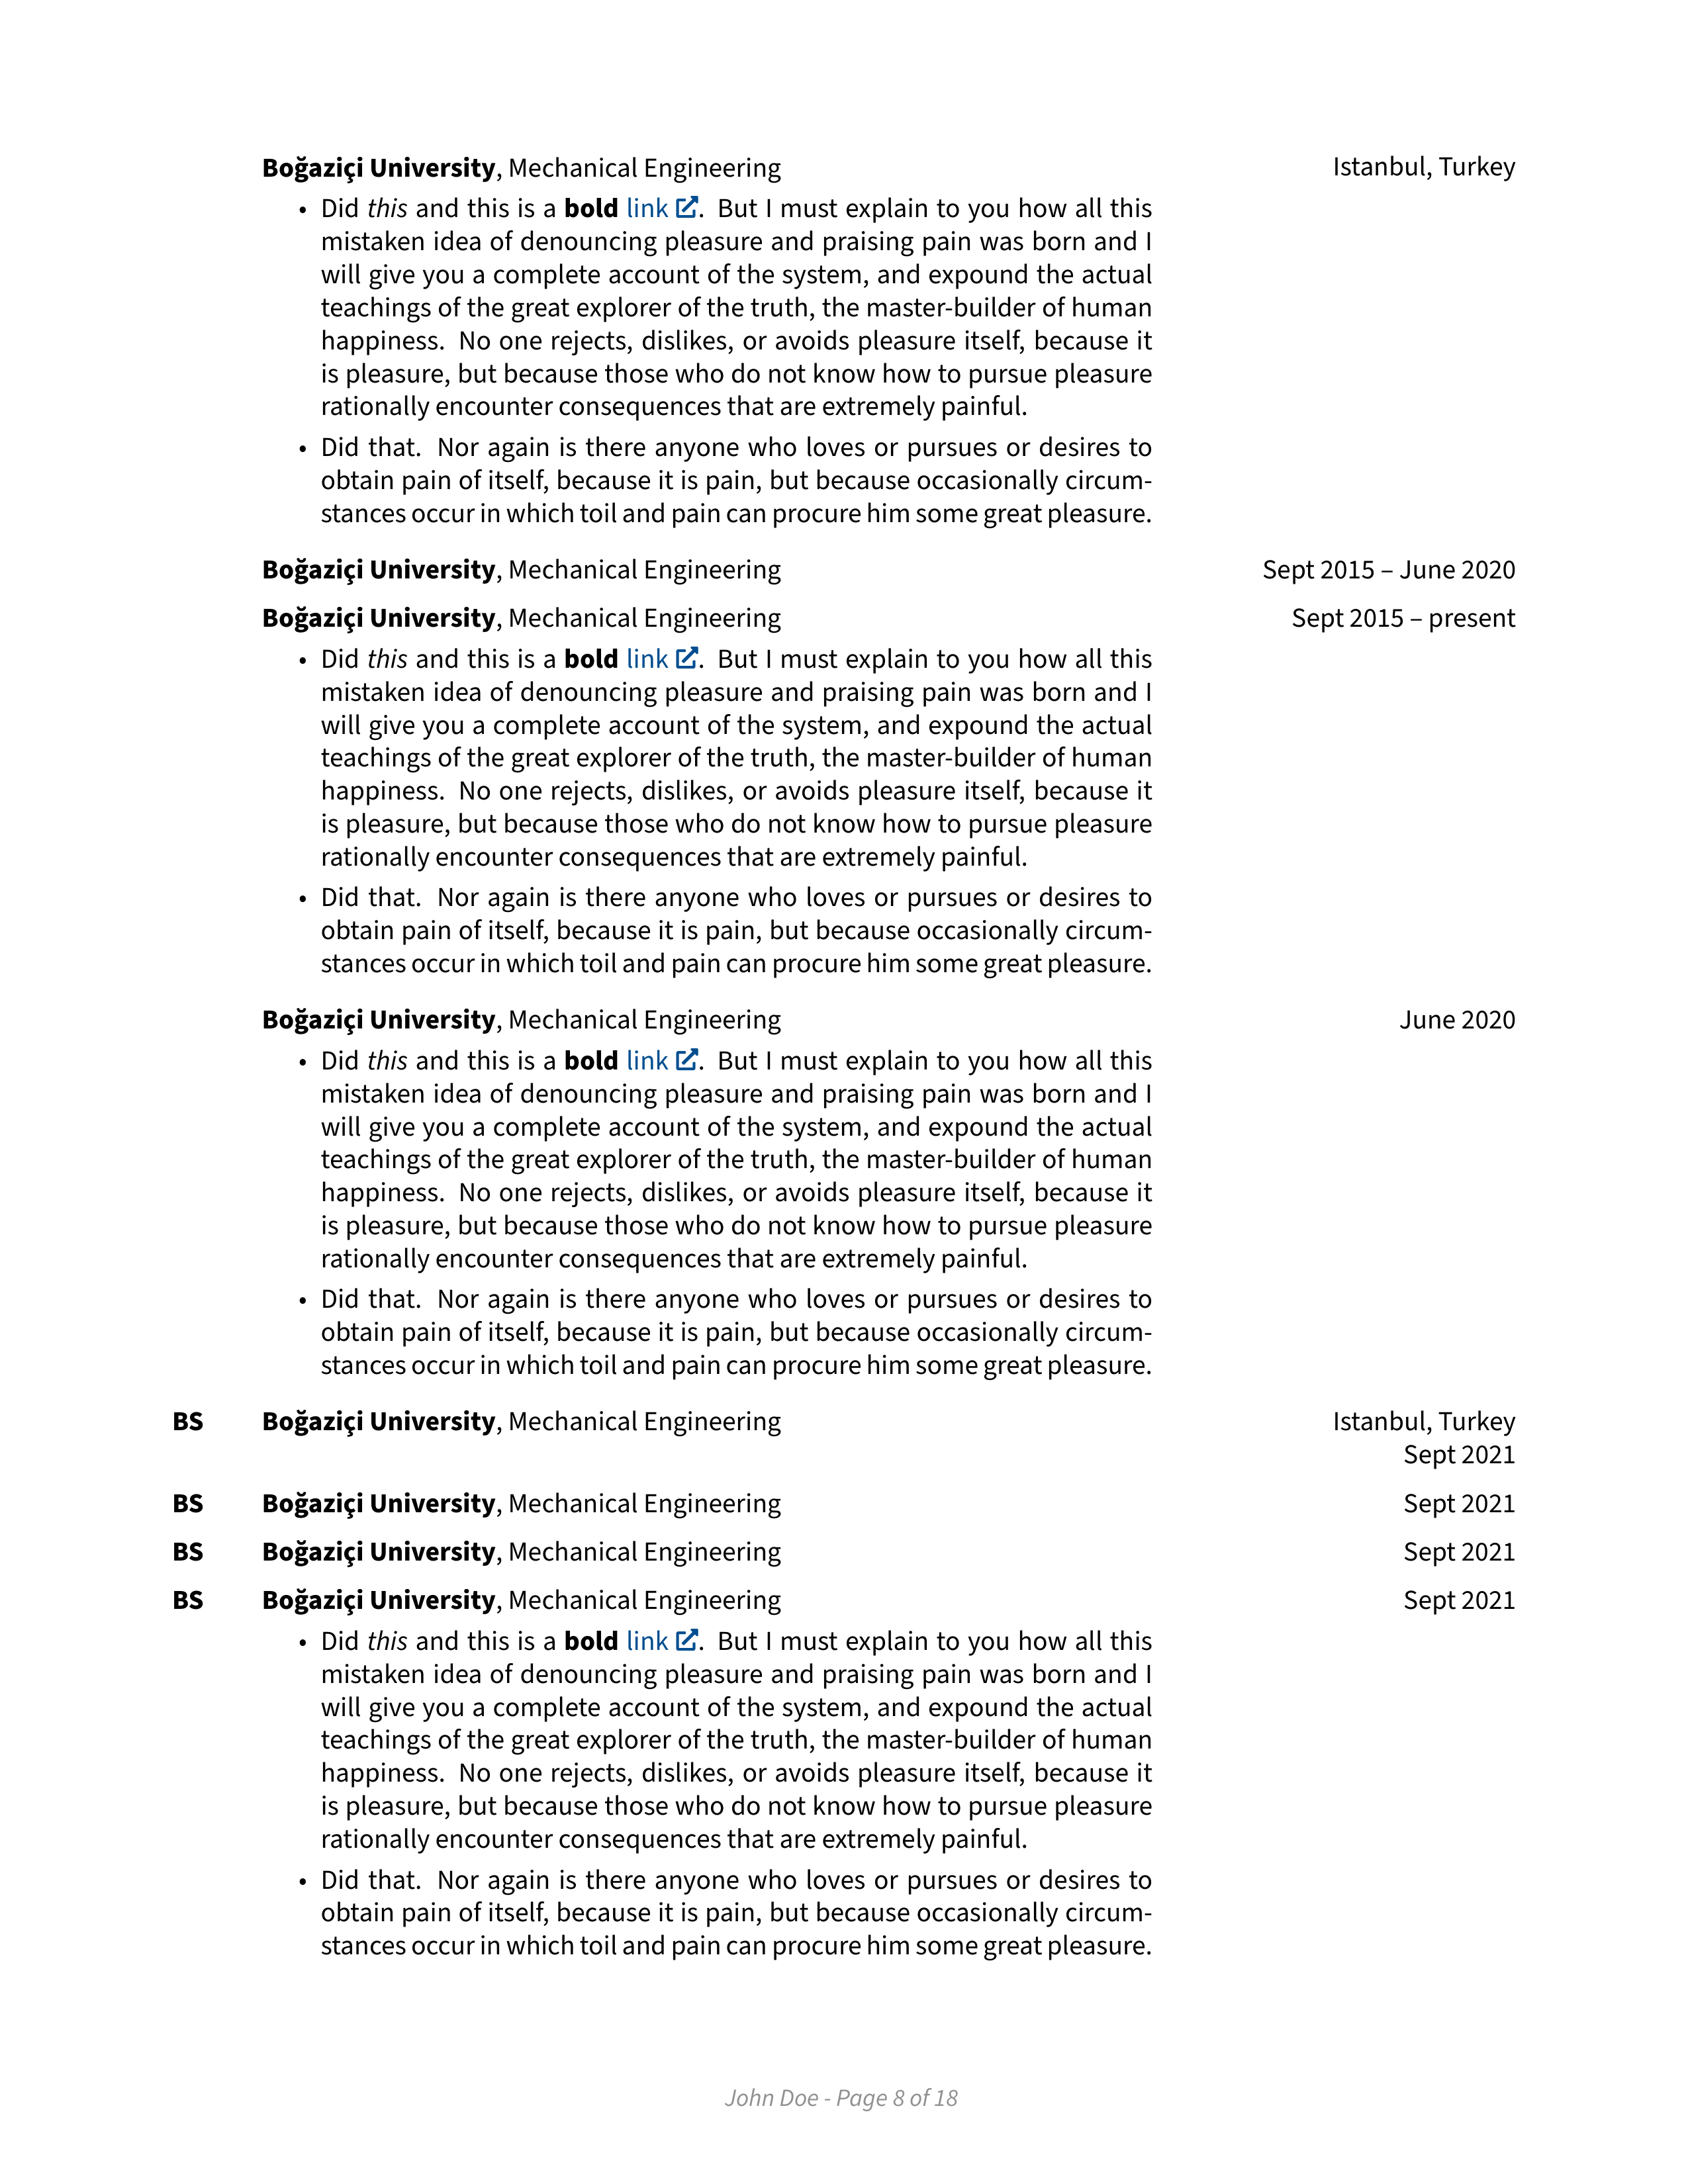 Boğaziçi University, Mechanical Engineering Istanbul, Turkey
• Did this and this is a bold link. But I must explain to you how all this
mistaken idea of denouncing pleasure and praising pain was born and I
will give you a complete account of the system, and expound the actual
teachings of the great explorer of the truth, the master-builder of human
happiness. No one rejects, dislikes, or avoids pleasure itself, because it
is pleasure, but because those who do not know how to pursue pleasure
rationally encounter consequences that are extremely painful.
• Did that. Nor again is there anyone who loves or pursues or desires to
obtain pain of itself, because it is pain, but because occasionally circum-
stances occur in which toil and pain can procure him some great pleasure.
Boğaziçi University, Mechanical Engineering Sept 2015 – June 2020
Boğaziçi University, Mechanical Engineering Sept 2015 – present
• Did this and this is a bold link. But I must explain to you how all this
mistaken idea of denouncing pleasure and praising pain was born and I
will give you a complete account of the system, and expound the actual
teachings of the great explorer of the truth, the master-builder of human
happiness. No one rejects, dislikes, or avoids pleasure itself, because it
is pleasure, but because those who do not know how to pursue pleasure
rationally encounter consequences that are extremely painful.
• Did that. Nor again is there anyone who loves or pursues or desires to
obtain pain of itself, because it is pain, but because occasionally circum-
stances occur in which toil and pain can procure him some great pleasure.
Boğaziçi University, Mechanical Engineering June 2020
• Did this and this is a bold link. But I must explain to you how all this
mistaken idea of denouncing pleasure and praising pain was born and I
will give you a complete account of the system, and expound the actual
teachings of the great explorer of the truth, the master-builder of human
happiness. No one rejects, dislikes, or avoids pleasure itself, because it
is pleasure, but because those who do not know how to pursue pleasure
rationally encounter consequences that are extremely painful.
• Did that. Nor again is there anyone who loves or pursues or desires to
obtain pain of itself, because it is pain, but because occasionally circum-
stances occur in which toil and pain can procure him some great pleasure.
BS Boğaziçi University, Mechanical Engineering Istanbul, Turkey
Sept 2021
BS Boğaziçi University, Mechanical Engineering Sept 2021
BS Boğaziçi University, Mechanical Engineering Sept 2021
BS Boğaziçi University, Mechanical Engineering Sept 2021
• Did this and this is a bold link. But I must explain to you how all this
mistaken idea of denouncing pleasure and praising pain was born and I
will give you a complete account of the system, and expound the actual
teachings of the great explorer of the truth, the master-builder of human
happiness. No one rejects, dislikes, or avoids pleasure itself, because it
is pleasure, but because those who do not know how to pursue pleasure
rationally encounter consequences that are extremely painful.
• Did that. Nor again is there anyone who loves or pursues or desires to
obtain pain of itself, because it is pain, but because occasionally circum-
stances occur in which toil and pain can procure him some great pleasure.
John Doe - Page 8 of 18